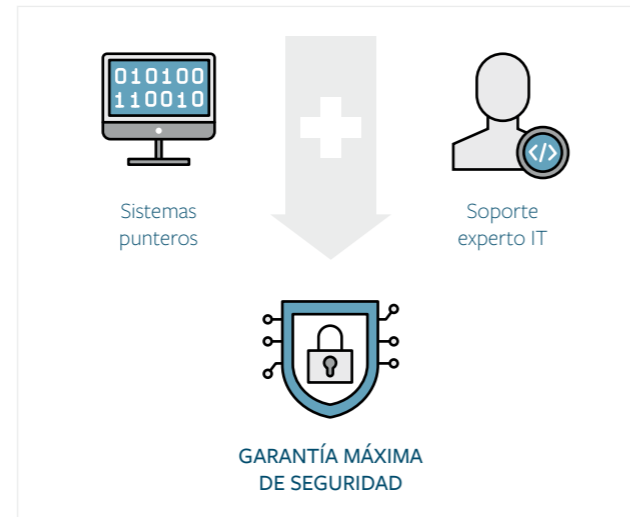 010100
110010
</>
Sistemas
punteros
Soporte
experto IT
GARANTÍA MÁXIMA
DE SEGURIDAD